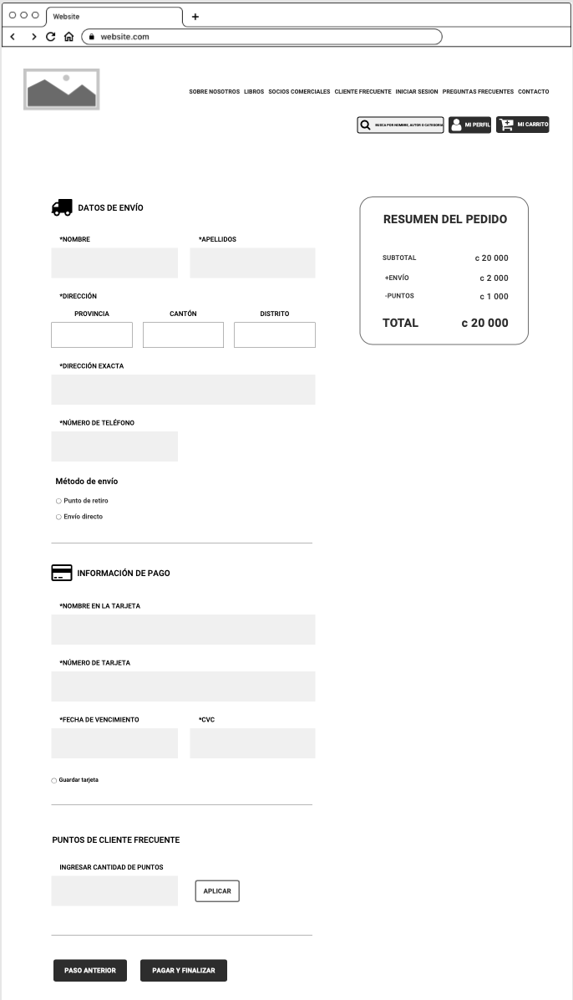 Website
website.com
SOBRE NOSOTROS LIBROS SOCIOS COMERCIALES CLIENTE FRECUENTE INICIAR SESION PREGUNTAS FRECUENTES CONTACTO
BUSCA POR NOMBRE, AUTOR O CATEGORIA
MI PERFIL
MI CARRITO
DATOS DE ENVÍO
*NOMBRE *APELLIDOS
*DIRECCIÓN
PROVINCIA CANTÓN DISTRITO
*DIRECCIÓN EXACTA
*NÚMERO DE TELÉFONO
Método de envío
Punto de retiro
Envío directo
INFORMACIÓN DE PAGO
*NOMBRE EN LA TARJETA
*NÚMERO DE TARJETA
*FECHA DE VENCIMIENTO *CVC
Guardar tarjeta
PUNTOS DE CLIENTE FRECUENTE
INGRESAR CANTIDAD DE PUNTOS
APLICAR
PASO ANTERIOR PAGAR Y FINALIZAR
RESUMEN DEL PEDIDO
SUBTOTAL c 20 000
+ENVÍO c 2 000
-PUNTOS c 1 000
TOTAL c 20 000